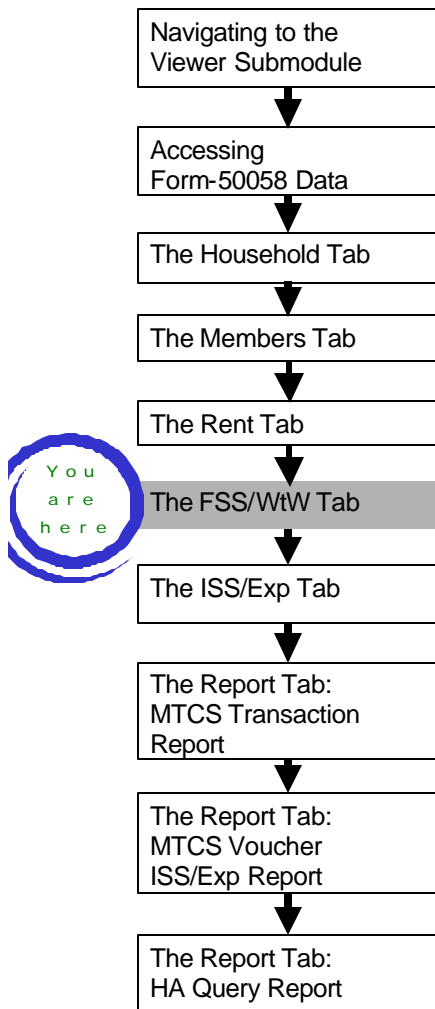 Navigating to the
Viewer Submodule
Accessing
Form-50058 Data
The Household Tab
The Members Tab
The Rent Tab
You
are
here
The FSS/WtW Tab
The ISS/Exp Tab
The Report Tab:
MTCS Transaction
Report
The Report Tab:
MTCS Voucher
ISS/Exp Report
The Report Tab:
HA Query Report